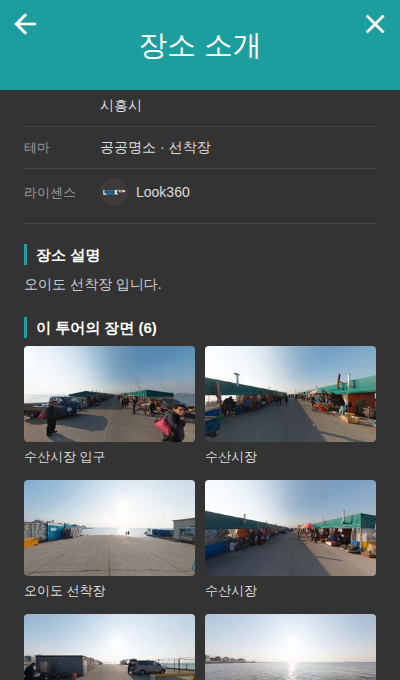 장소 소개
시흥시
테마
공공명소 · 선착장
라이센스
Look360
장소 설명
오이도 선착장 입니다.
이 투어의 장면 (6)
수산시장 입구
수산시장
오이도 선착장
수산시장